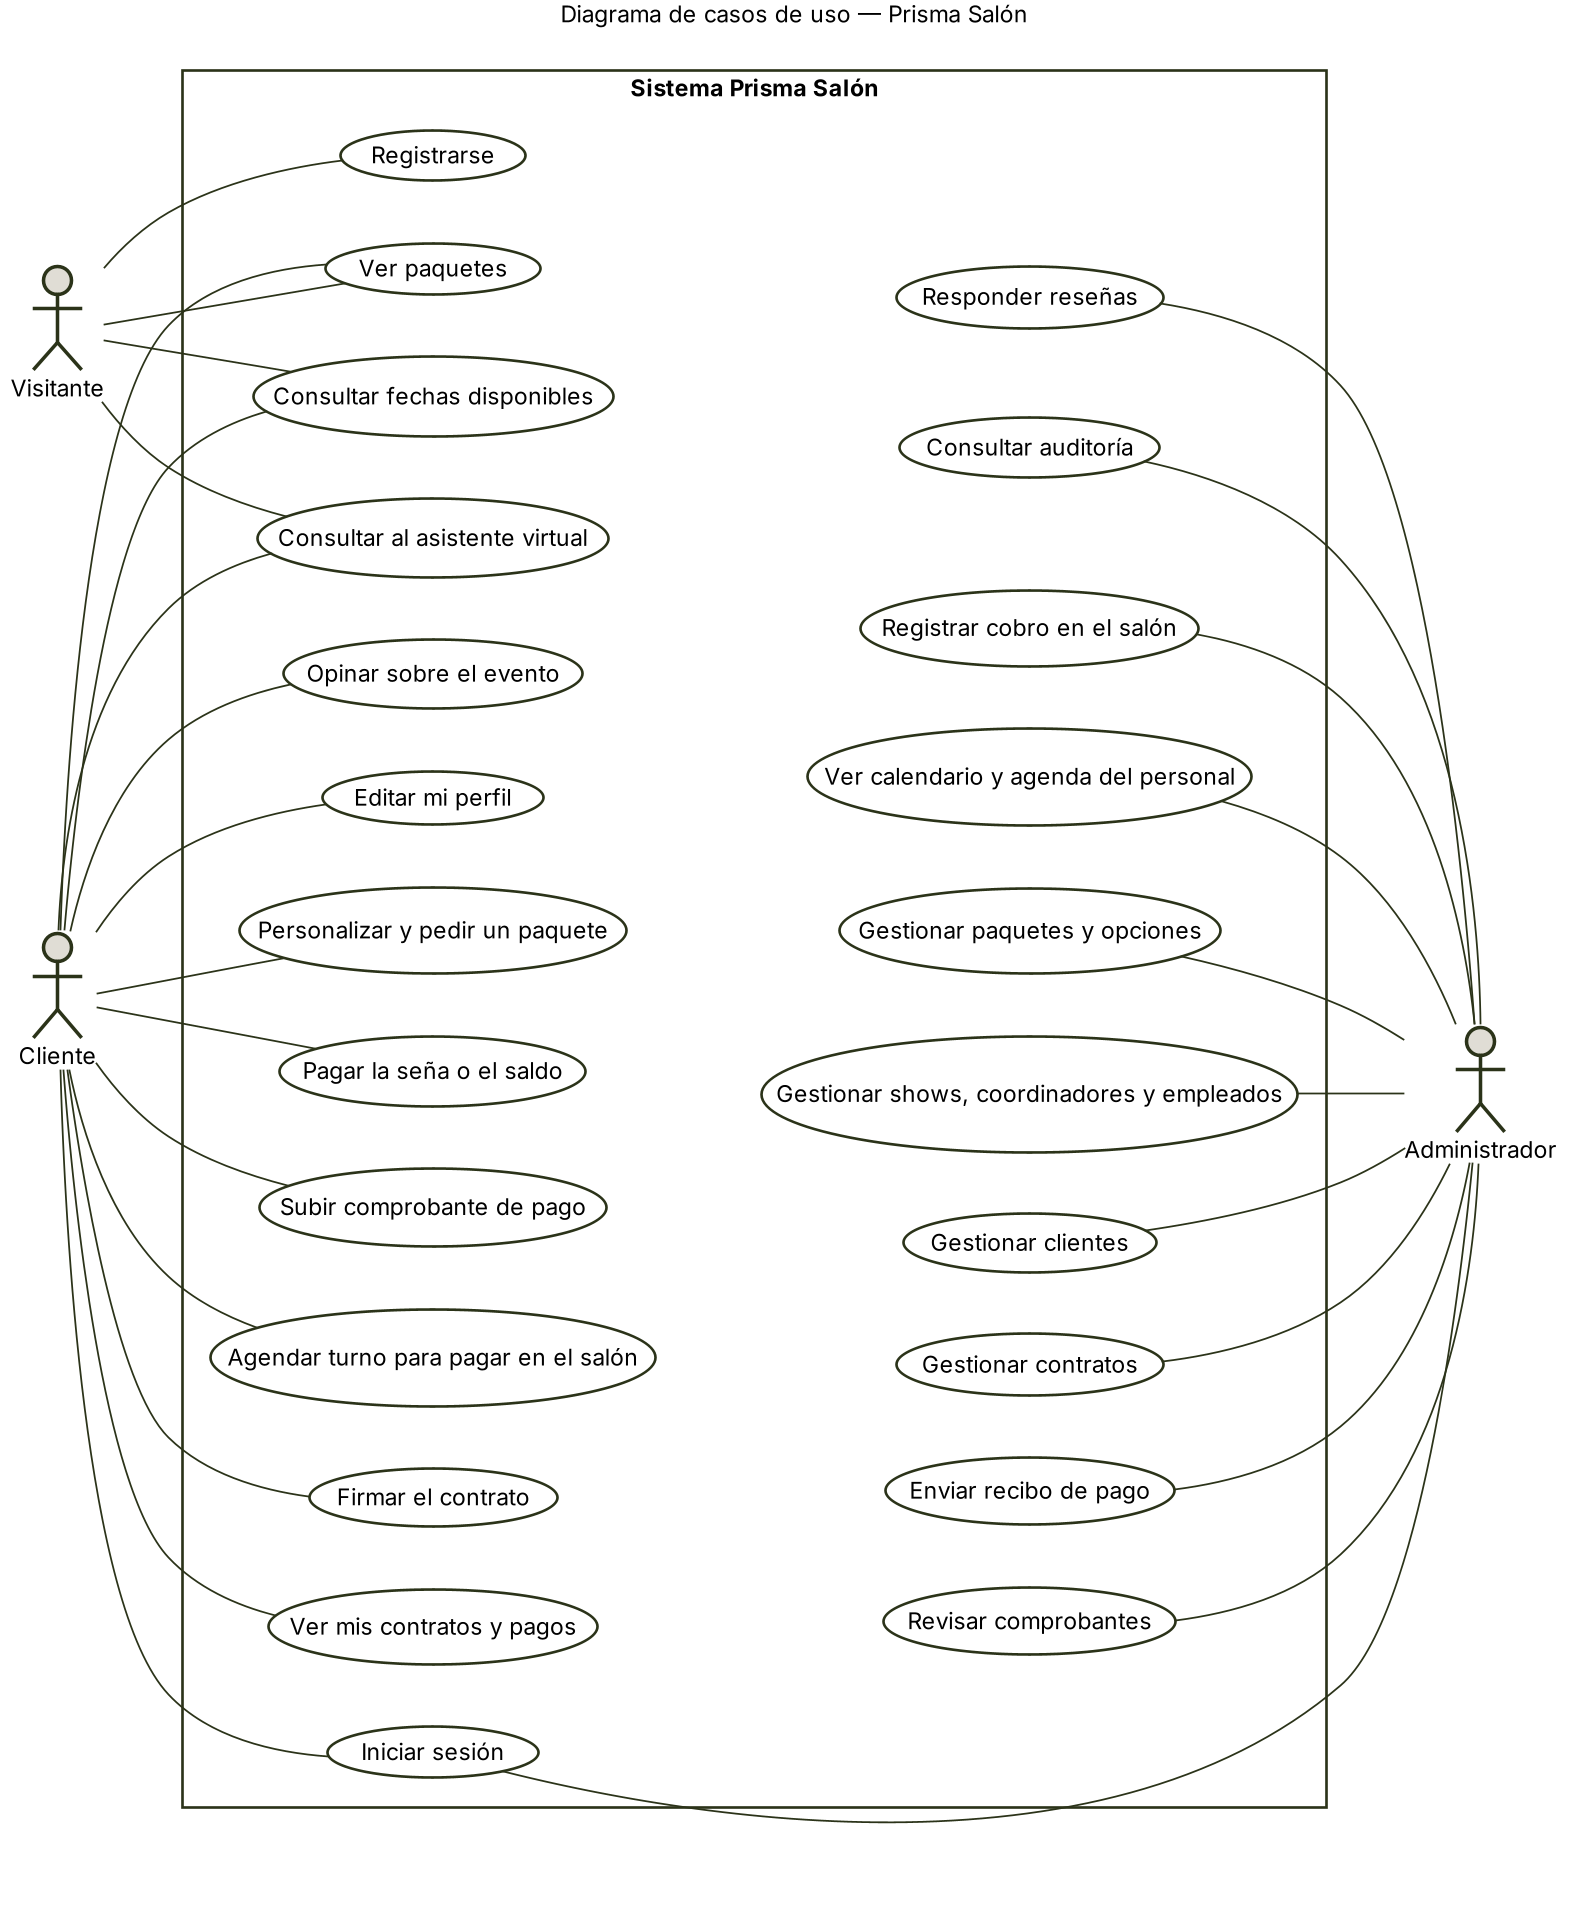 Diagrama de casos de uso — Prisma Salón
Sistema Prisma Salón
Registrarse
Ver paquetes
Responder reseñas
Visitante
Consultar fechas disponibles
Consultar auditoría
Consultar al asistente virtual
Registrar cobro en el salón
Opinar sobre el evento
Ver calendario y agenda del personal
Editar mi perfil
Personalizar y pedir un paquete
Gestionar paquetes y opciones
Cliente
Pagar la seña o el saldo
Gestionar shows, coordinadores y empleados
Administrador
Subir comprobante de pago
Gestionar clientes
Agendar turno para pagar en el salón
Gestionar contratos
Firmar el contrato
Enviar recibo de pago
Ver mis contratos y pagos
Revisar comprobantes
Iniciar sesión